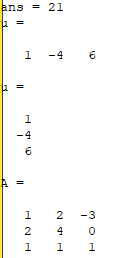 ans = 21
u =
1 -4 6
u =
1
-4
6
A =
1 2 -3
2 4 0
1 1 1